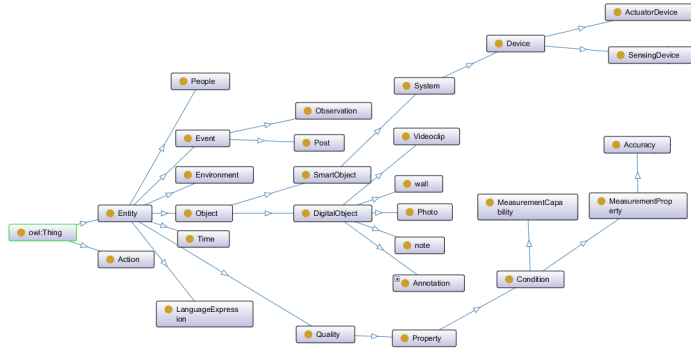 ActuatorDevice
Device
SensingDevice
People
System
Observation
Event
Videoclip
Post
Accuracy
Environment
SmartObject
wall
MeasurementCapa
bility
MeasurementProp
erty
Entity
Object
DigitalObject
Photo
owl:Thing
Time
note
Action
Annotation
Condition
LanguageExpress
ion
Quality
Property